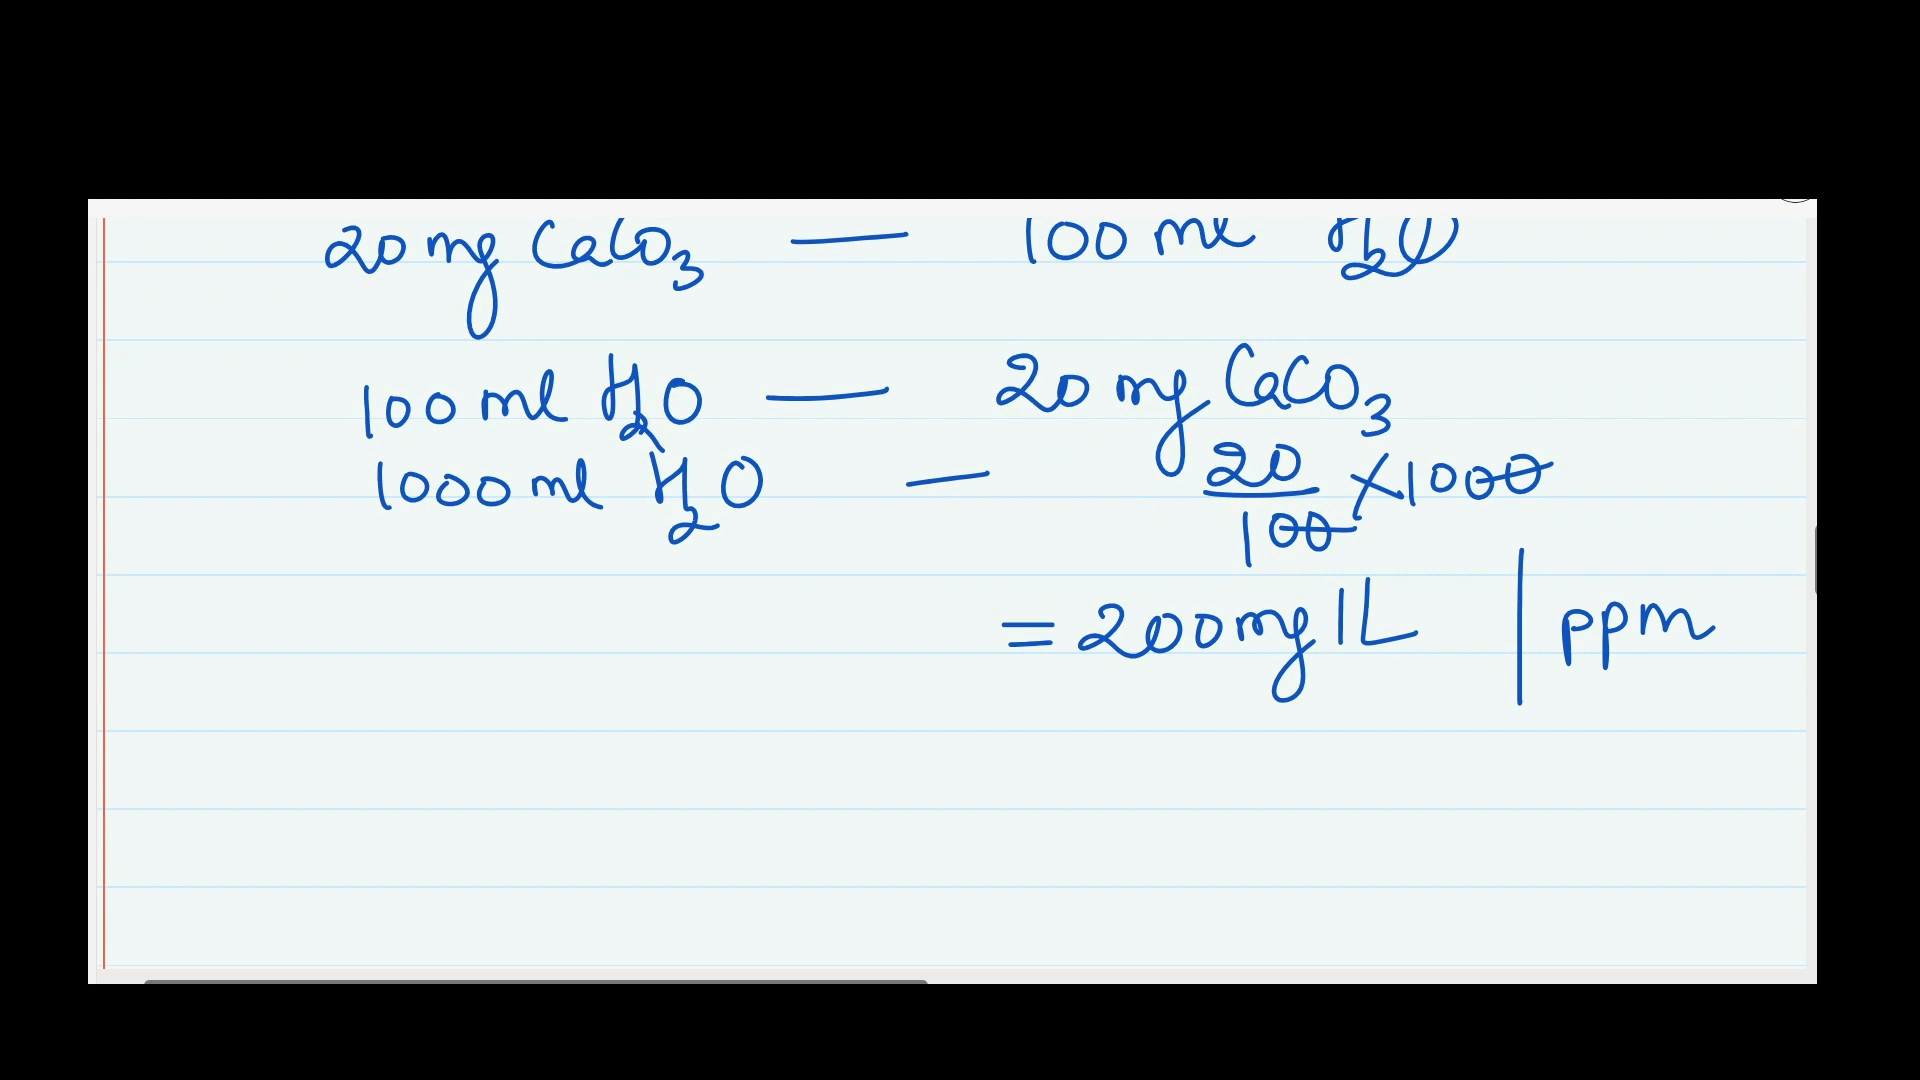 20 mg CaCO3 — 100 ml H2O
100 ml H2O — 20 mg CaCO3
1000 ml H2O — 20/100 × 1000
= 200 mg/L | ppm